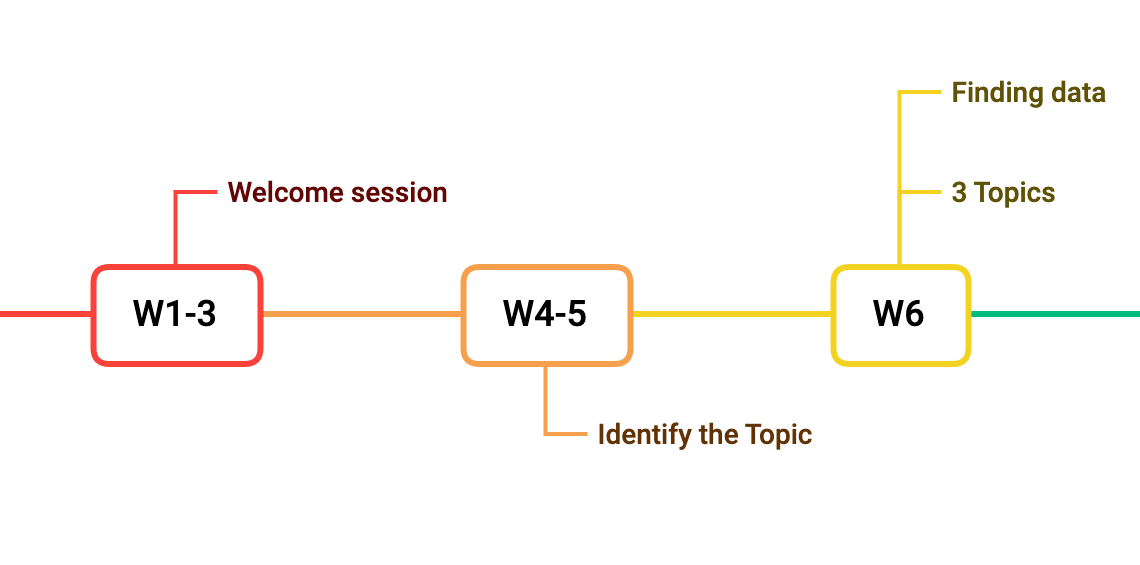 Finding data
Welcome session
3 Topics
W1-3
W4-5
W6
Identify the Topic